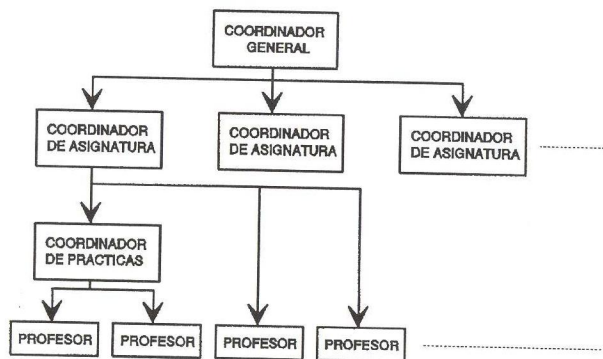 COORDINADOR
GENERAL
COORDINADOR
DE ASIGNATURA
COORDINADOR
DE ASIGNATURA
COORDINADOR
DE ASIGNATURA
COORDINADOR
DE PRACTICAS
PROFESOR
PROFESOR
PROFESOR
PROFESOR